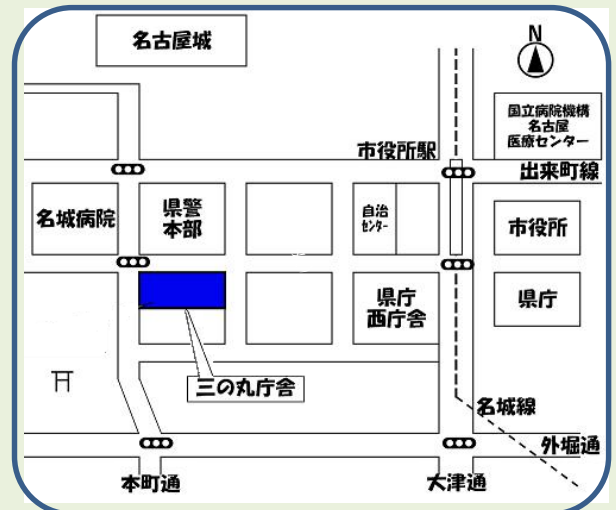 名古屋城
N
国立病院機構
名古屋
医療センター
市役所駅
出来町線
名城病院
県警
本部
自治
センター
市役所
県庁
西庁舎
県庁
三の丸庁舎
名城線
外堀通
本町通
大津通